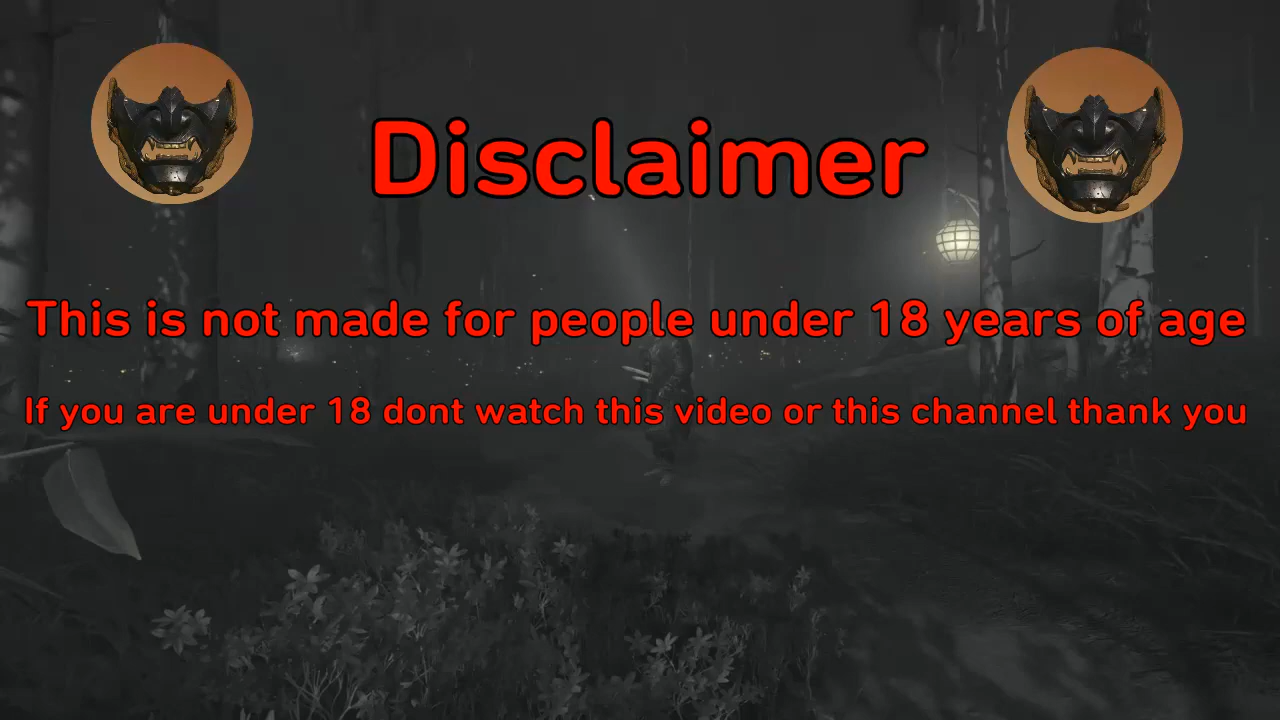 Disclaimer
This is not made for people under 18 years of age
If you are under 18 dont watch this video or this channel thank you